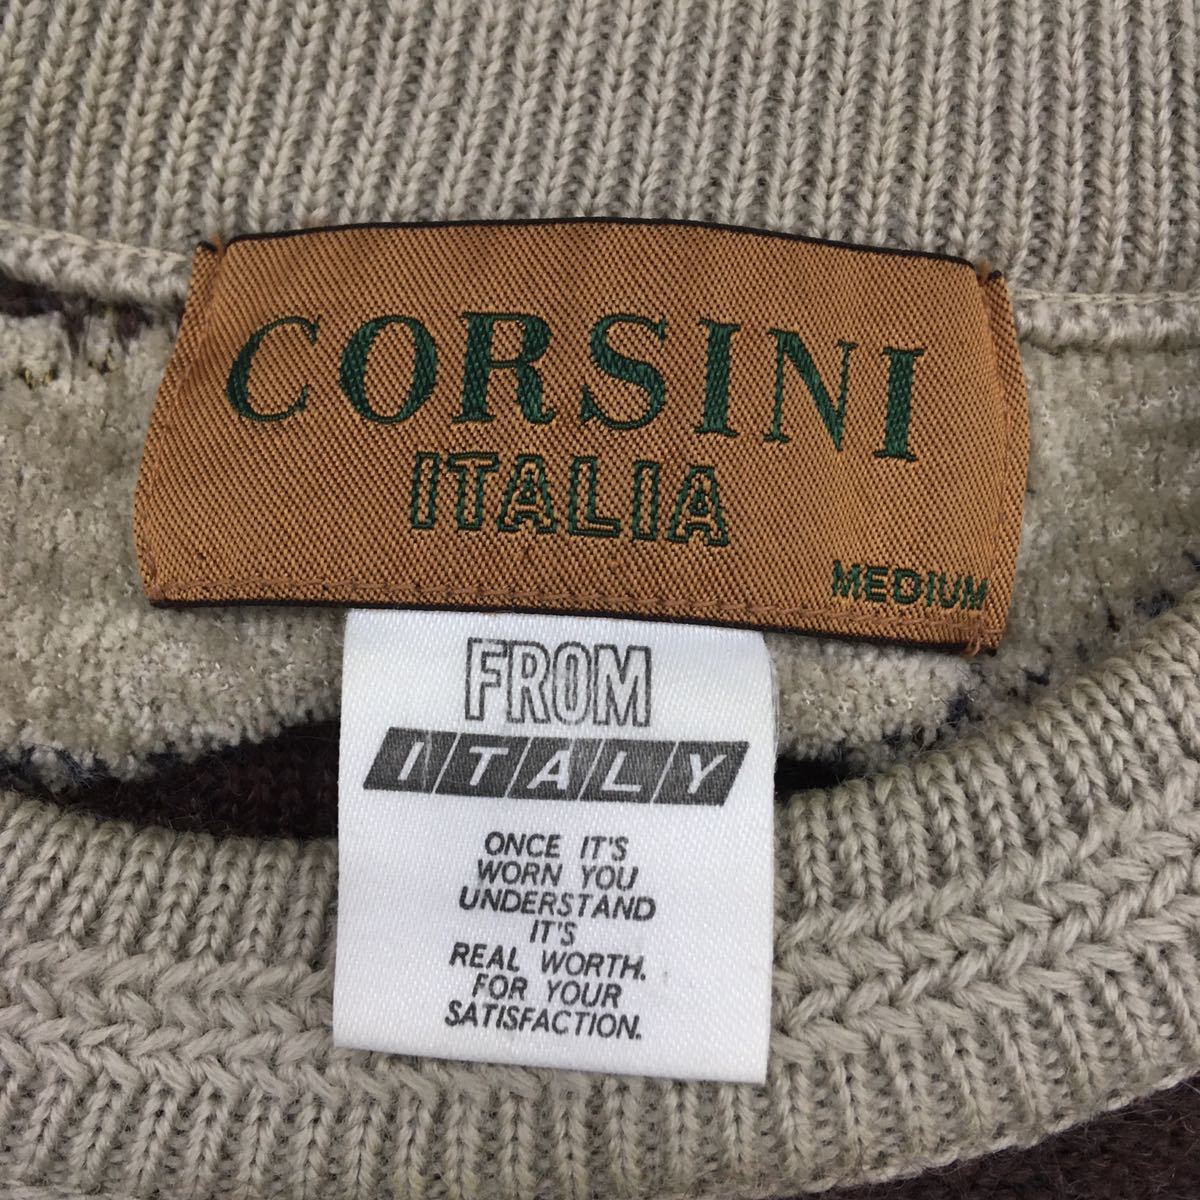 CORSINI
ITALIA
MEDIUM
FROM
ITALY
ONCE IT'S
WORN YOU
UNDERSTAND
IT'S
REAL WORTH.
FOR YOUR
SATISFACTION.